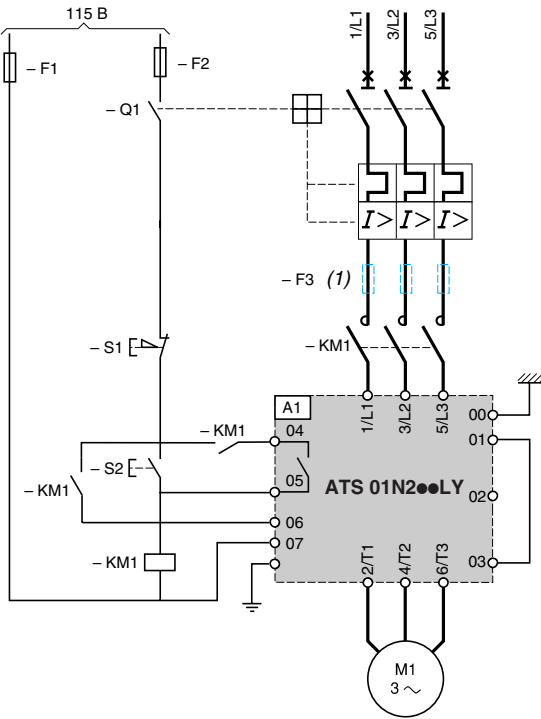 115 В
– F1
– F2
1/L1
3/L2
5/L3
– Q1
I>
I>
I>
– F3 (1)
– S1
– KM1
A1
1/L1
3/L2
5/L3
00
– KM1
04
01
– S2
05
ATS 01N2●●LY
02
– KM1
06
07
– KM1
2/T1
4/T2
6/T3
03
M1
3 ~